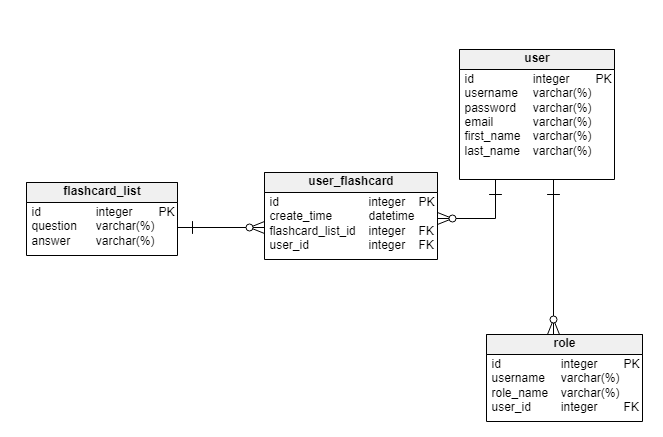 user
id integer PK
username varchar(%)
password varchar(%)
email varchar(%)
first_name varchar(%)
last_name varchar(%)
flashcard_list
id integer PK
question varchar(%)
answer varchar(%)
user_flashcard
id integer PK
create_time datetime
flashcard_list_id integer FK
user_id integer FK
role
id integer PK
username varchar(%)
role_name varchar(%)
user_id integer FK